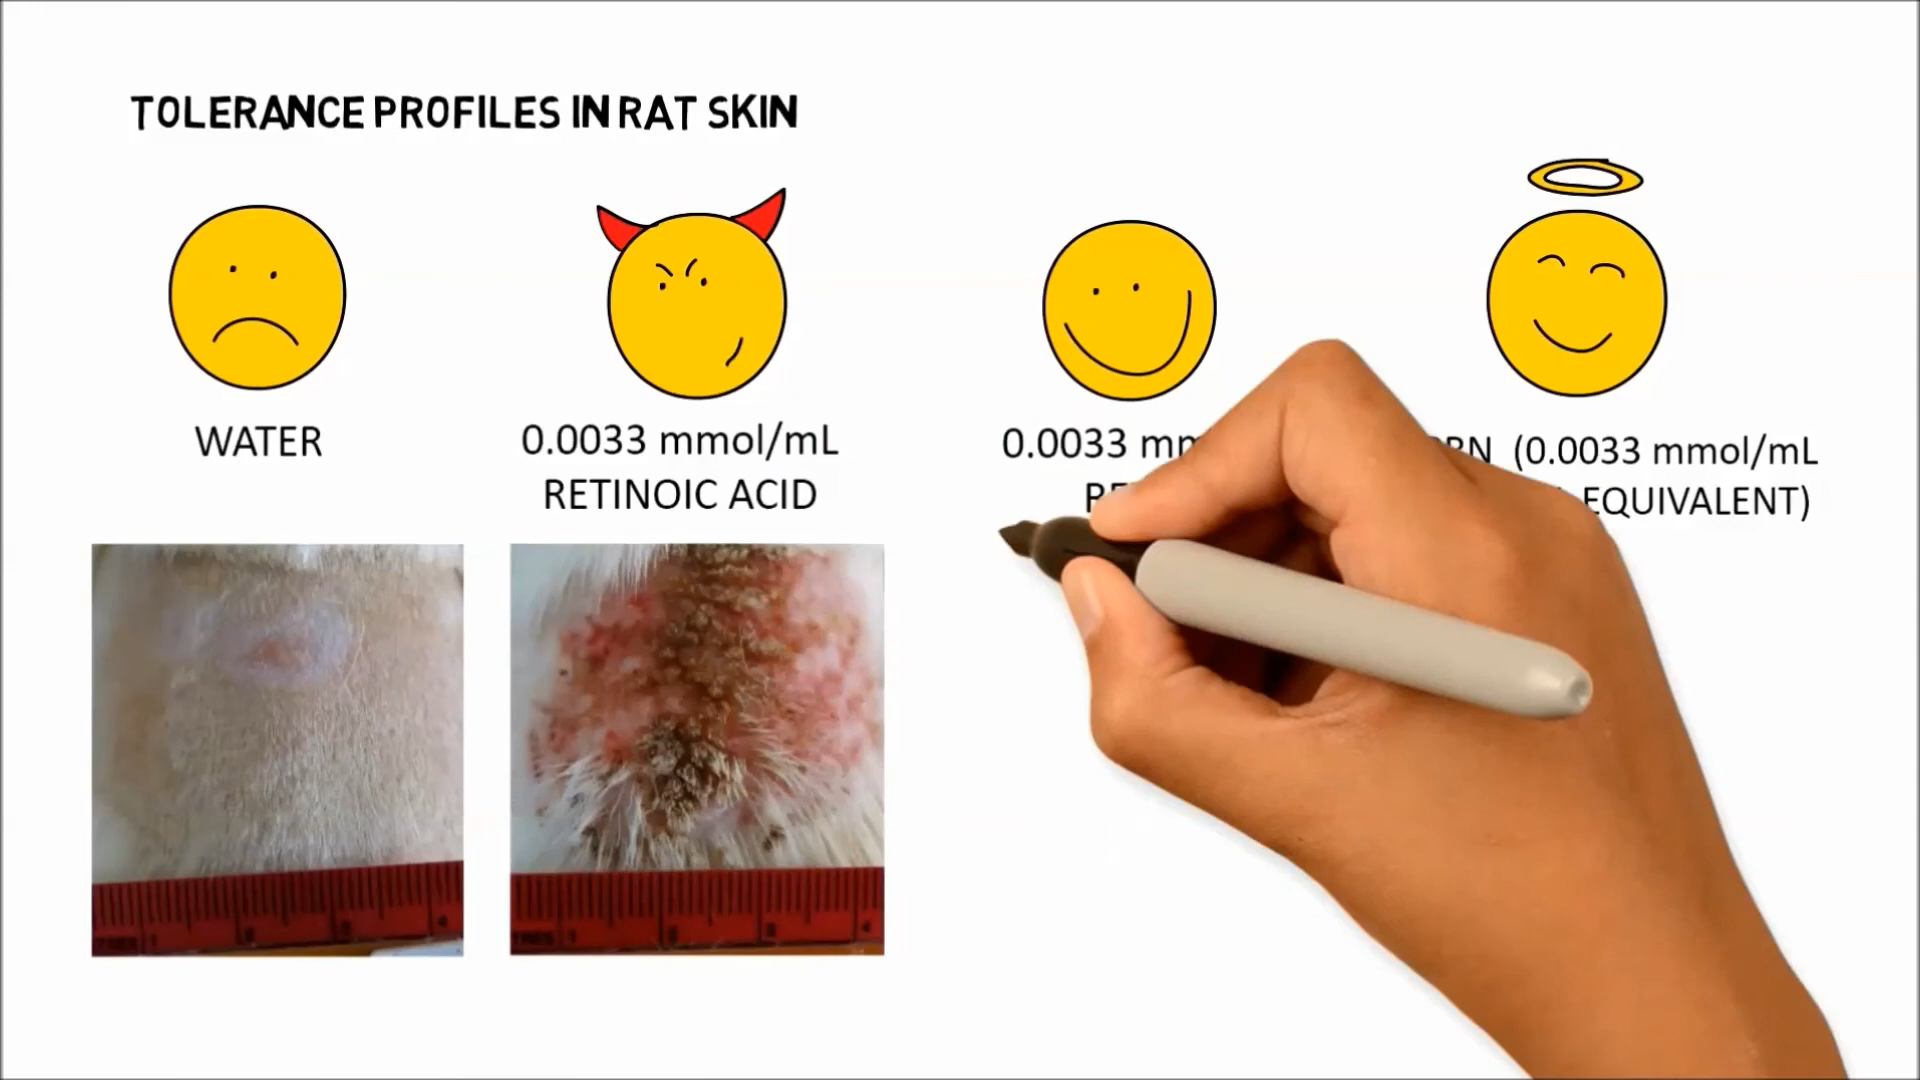 TOLERANCE PROFILES IN RAT SKIN
WATER
0.0033 mmol/mL
RETINOIC ACID
0.0033
(0.0033 mmol/mL
EQUIVALENT)